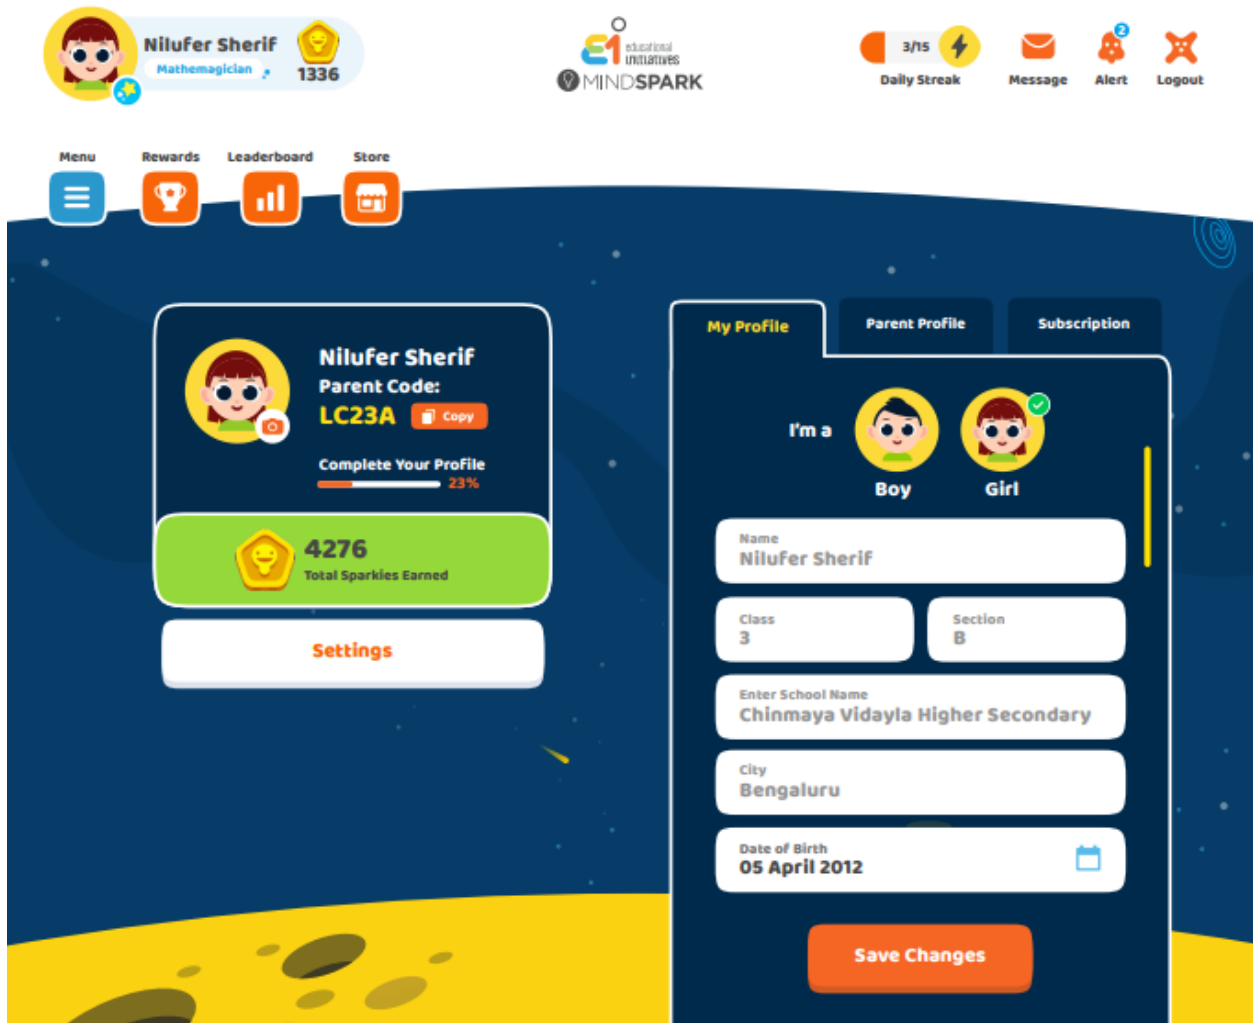 Nilufer Sherif
Mathemagician
1336
educational
initiatives
MINDSPARK
3/15
Daily Streak
Message
2
Alert
Logout
Menu
Rewards
Leaderboard
Store
Nilufer Sherif
Parent Code:
LC23A
Copy
Complete Your Profile
23%
4276
Total Sparkies Earned
Settings
My Profile
Parent Profile
Subscription
I'm a
Boy
Girl
Name
Nilufer Sherif
Class
3
Section
B
Enter School Name
Chinmaya Vidayla Higher Secondary
City
Bengaluru
Date of Birth
05 April 2012
Save Changes